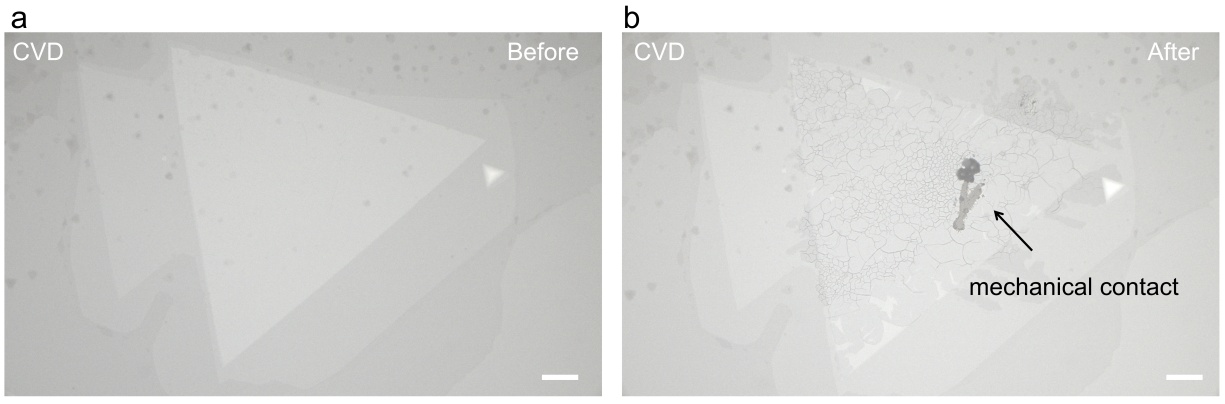 a
CVD
Before
b
CVD
After
mechanical contact